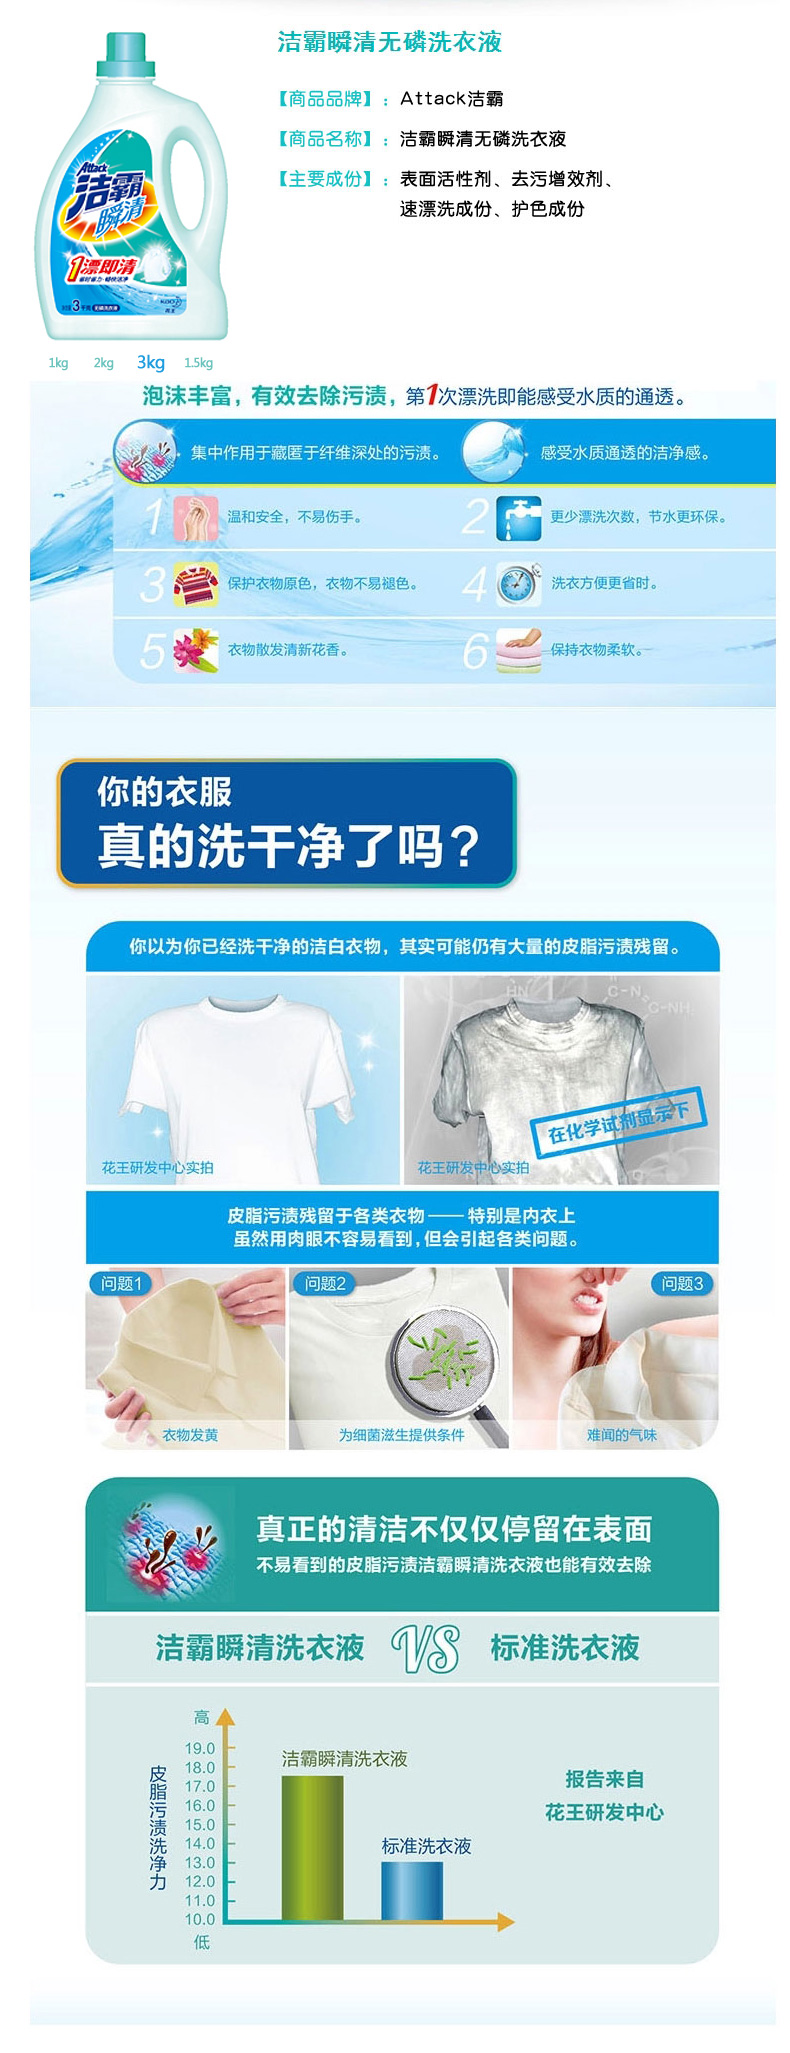 洁霸瞬清无磷洗衣液
【商品品牌】：Attack洁霸
【商品名称】：洁霸瞬清无磷洗衣液
【主要成份】：表面活性剂、去污增效剂、
速漂洗成份、护色成份
Attack
洁霸
瞬清
1漂即清
3
KAO
花王
1kg 2kg 3kg 1.5kg
泡沫丰富，有效去除污渍，第1次漂洗即能感受水质的通透。
集中作用于藏匿于纤维深处的污渍。 感受水质通透的洁净感。
1 温和安全，不易伤手。 2 更少漂洗次数，节水更环保。
3 保护衣物原色，衣物不易褪色。 4 洗衣方便更省时。
5 衣物散发清新花香。 6 保持衣物柔软。
你的衣服
真的洗干净了吗？
你以为你已经洗干净的洁白衣物，其实可能仍有大量的皮脂污渍残留。
HN
C-N
C-NH
在化学试剂显示下
花王研发中心实拍 花王研发中心实拍
皮脂污渍残留于各类衣物——特别是内衣上
虽然用肉眼不容易看到，但会引起各类问题。
问题1 问题2 问题3
衣物发黄 为细菌滋生提供条件 难闻的气味
真正的清洁不仅仅停留在表面
不易看到的皮脂污渍洁霸瞬清洗衣液也能有效去除
洁霸瞬清洗衣液 VS 标准洗衣液
高
19.0
18.0
17.0
16.0
15.0
14.0
13.0
12.0
11.0
10.0
低
皮脂污渍洗净力
洁霸瞬清洗衣液
标准洗衣液
报告来自
花王研发中心